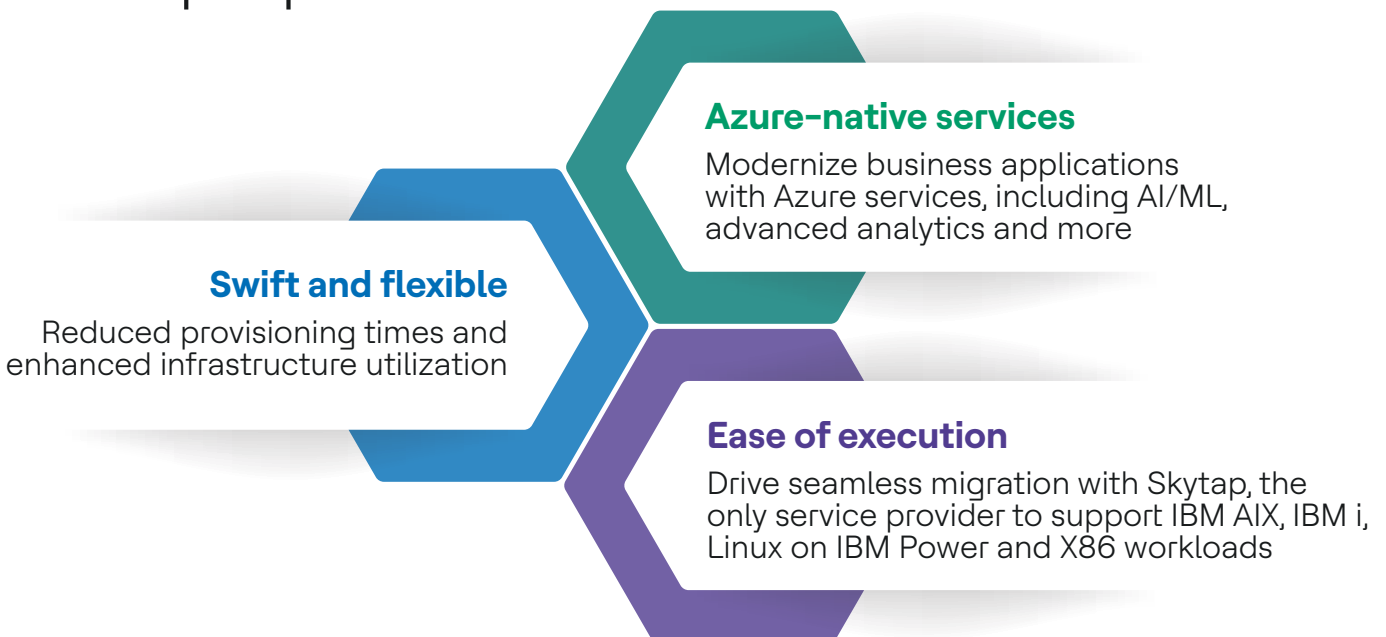 Azure-native services
Modernize business applications
with Azure services, including AI/ML,
advanced analytics and more
Swift and flexible
Reduced provisioning times and
enhanced infrastructure utilization
Ease of execution
Drive seamless migration with Skytap, the
only service provider to support IBM AIX, IBM i,
Linux on IBM Power and X86 workloads